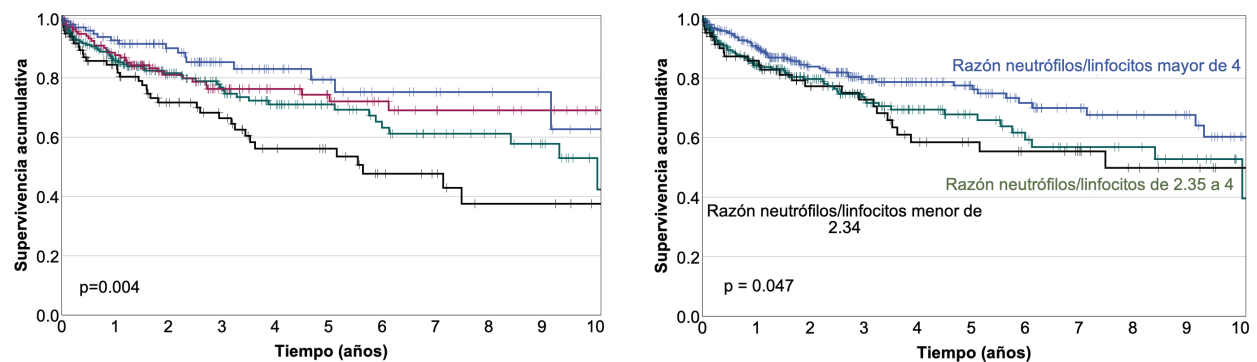 1.0
0.8
0.6
0.4
0.2
0.0
Supervivencia acumulativa
p=0.004
0 1 2 3 4 5 6 7 8 9 10
Tiempo (años)
1.0
0.8
0.6
0.4
0.2
0.0
Supervivencia acumulativa
Razón neutrófilos/linfocitos mayor de 4
Razón neutrófilos/linfocitos de 2.35 a 4
Razón neutrófilos/linfocitos menor de
2.34
p = 0.047
0 1 2 3 4 5 6 7 8 9 10
Tiempo (años)